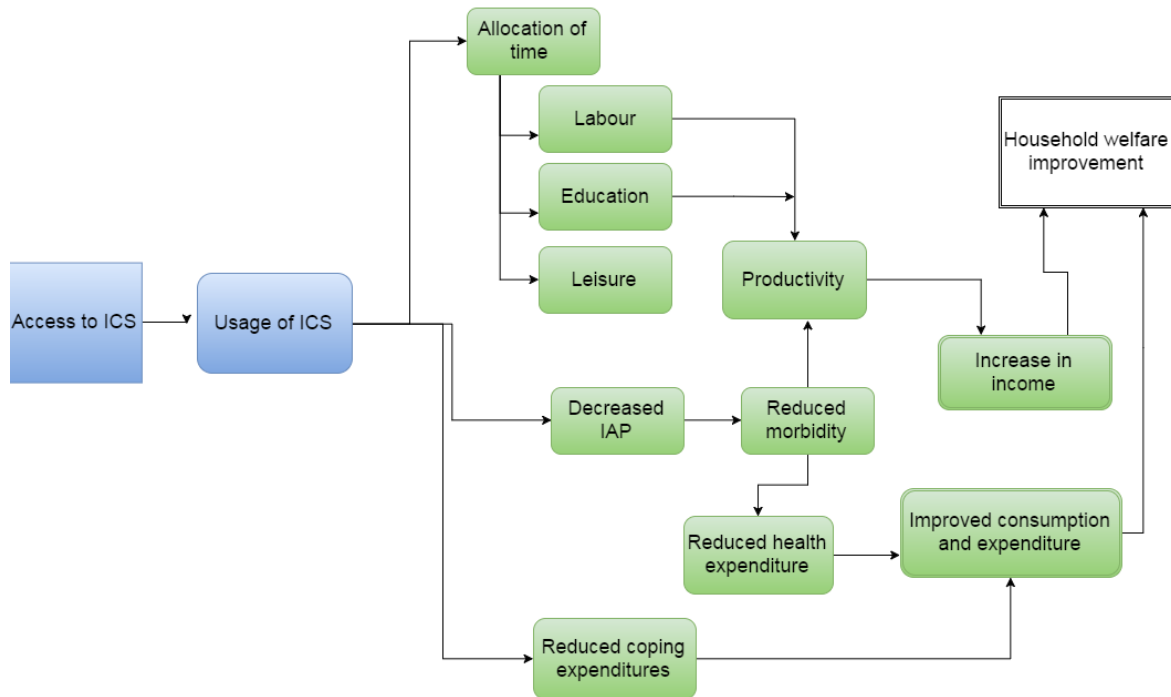 Allocation of
time
Labour
Education
Leisure
Household welfare
improvement
Productivity
Access to ICS
Usage of ICS
Increase in
income
Decreased
IAP
Reduced
morbidity
Reduced health
expenditure
Improved consumption
and expenditure
Reduced coping
expenditures